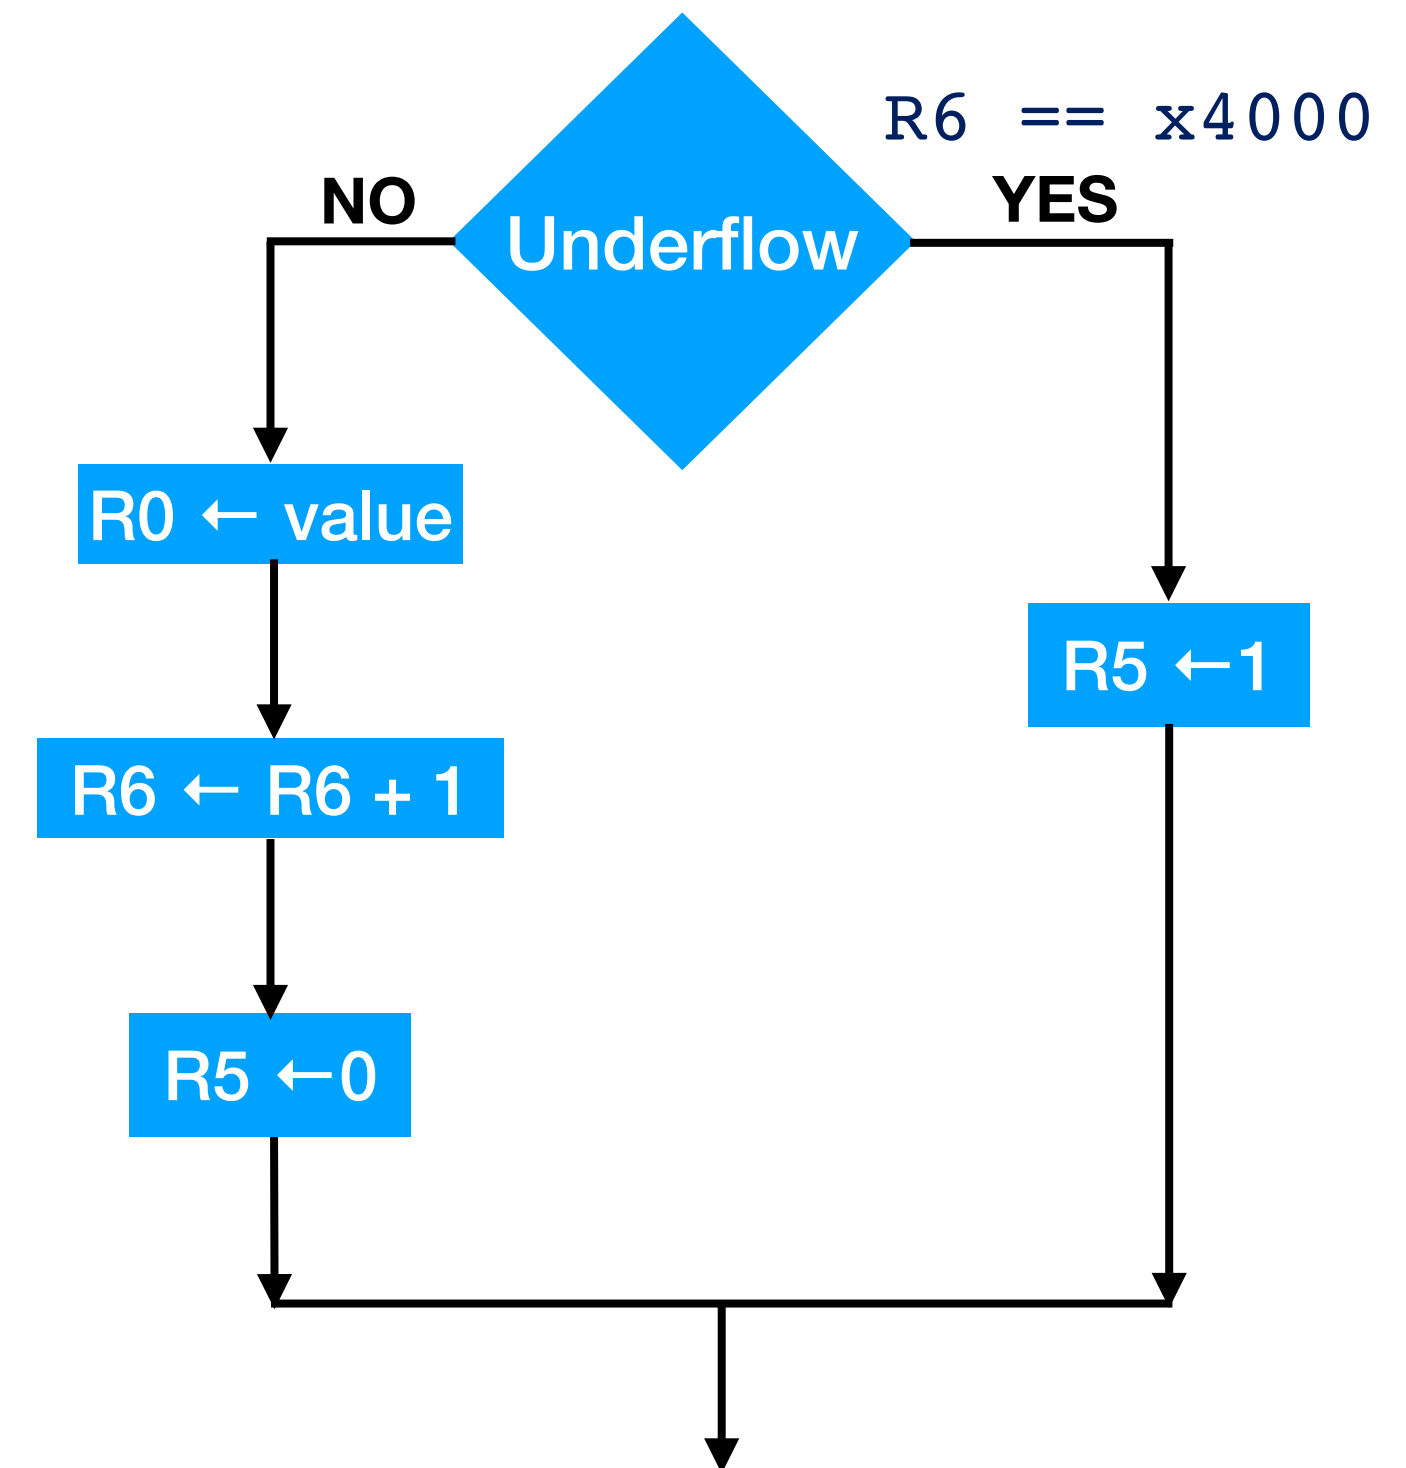 R6 == x4000
NO
YES
Underflow
R0 ← value
R5 ←1
R6 ← R6 + 1
R5 ←0